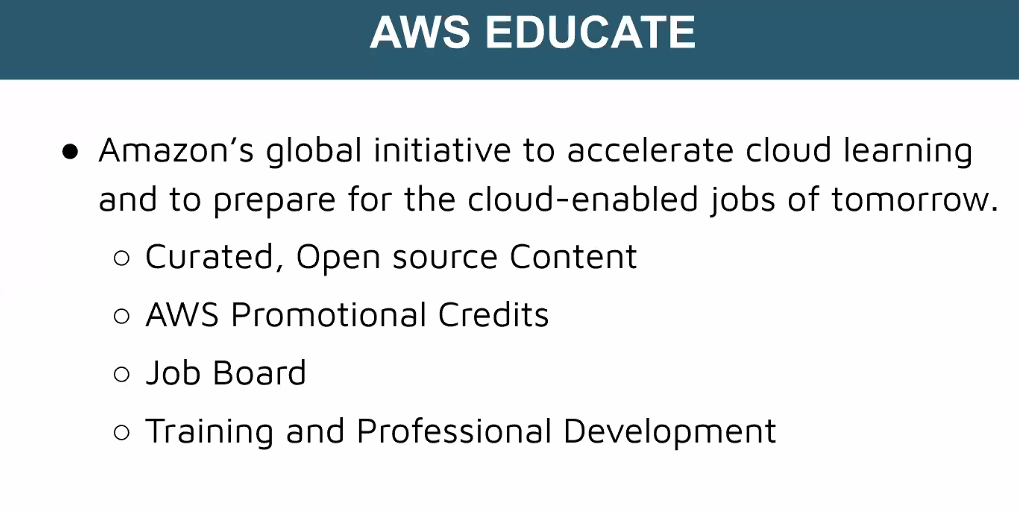 AWS EDUCATE
● Amazon's global initiative to accelerate cloud learning
and to prepare for the cloud-enabled jobs of tomorrow.
○ Curated, Open source Content
○ AWS Promotional Credits
○ Job Board
○ Training and Professional Development